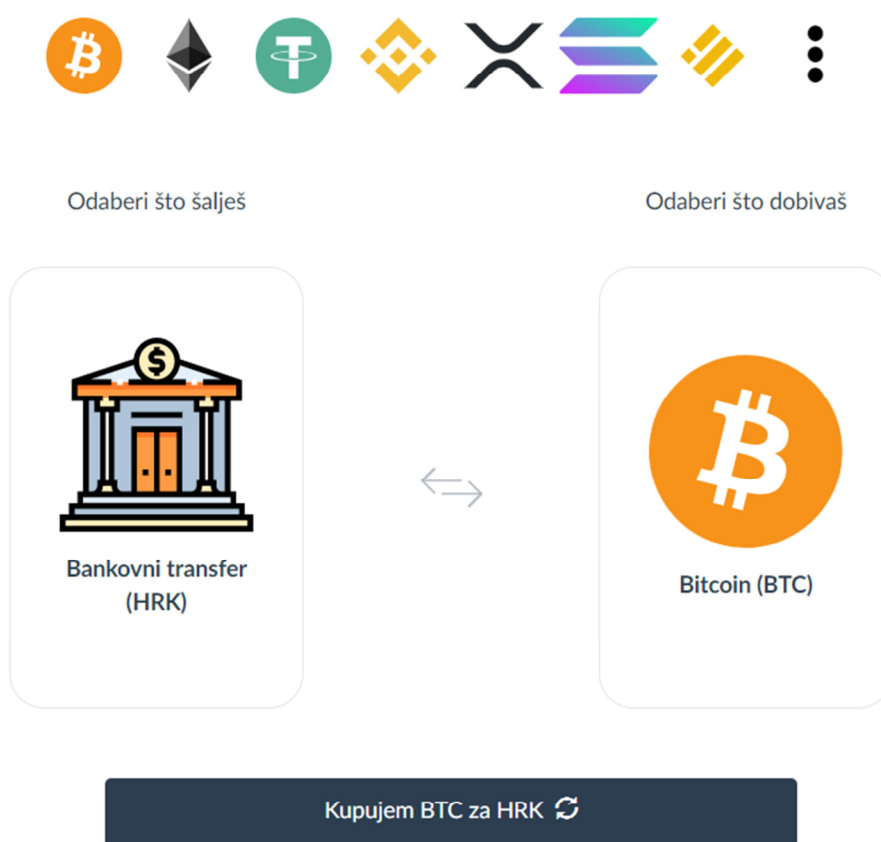 Odaberi što šalješ
Odaberi što dobivaš
Bankovni transfer
(HRK)
Bitcoin (BTC)
Kupujem BTC za HRK